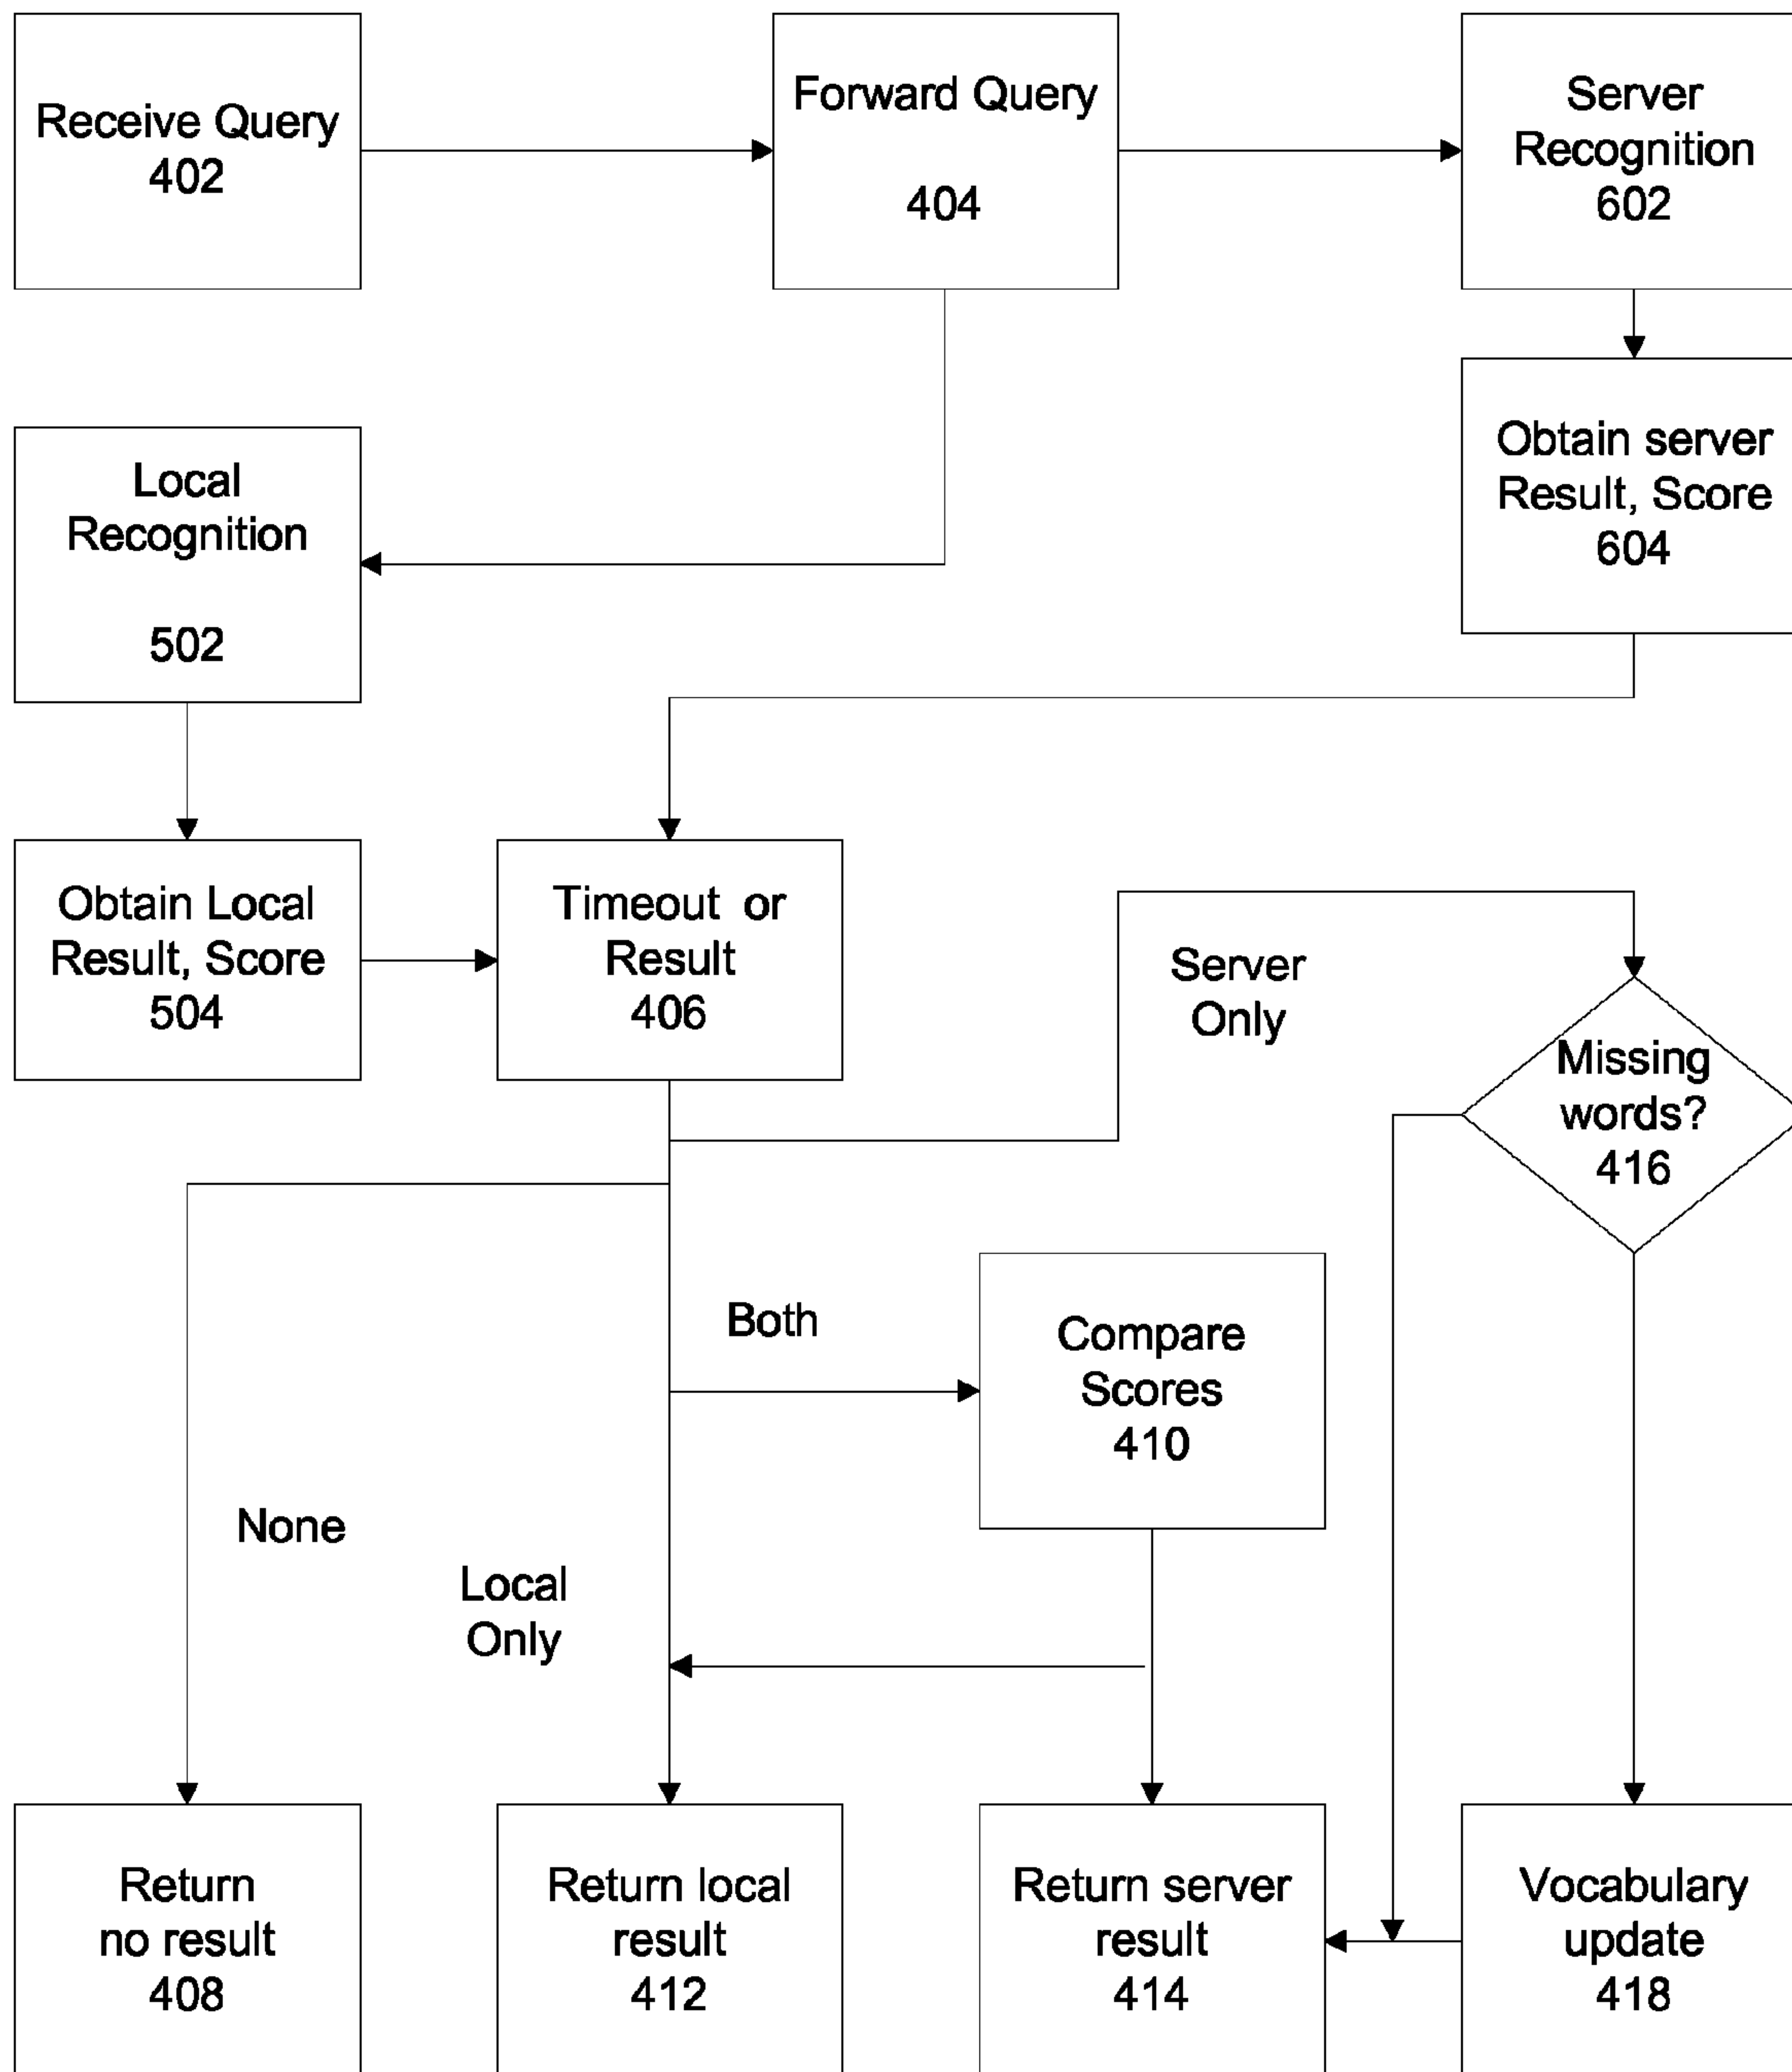 Receive Query
402
Forward Query
404
Server
Recognition
602
Local
Recognition
502
Obtain server
Result, Score
604
Obtain Local
Result, Score
504
Timeout or
Result
406
Server
Only
Missing
words?
416
Both
Compare
Scores
410
None
Local
Only
Return
no result
408
Return local
result
412
Return server
result
414
Vocabulary
update
418